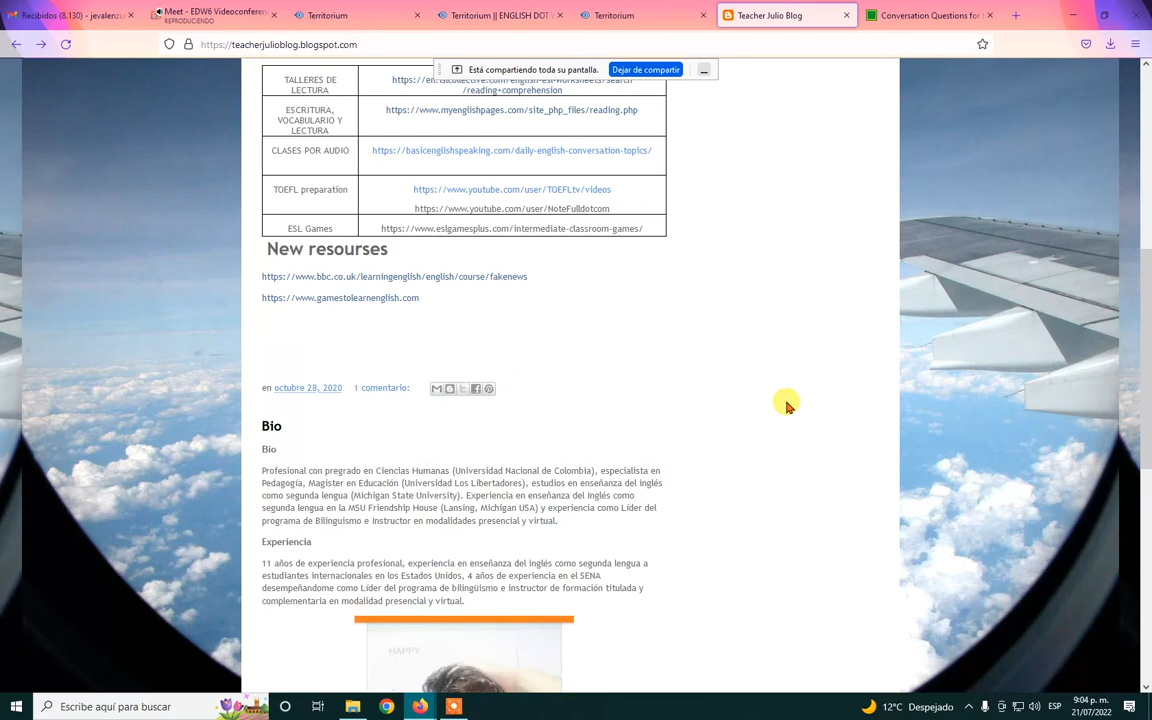 Recibidos (8.130) - jevalenzu
Meet - EDW6 Videoconferen
REPRODUCIENDO
Territorium
Territorium || ENGLISH DOT W
Territorium
Teacher Julio Blog
Conversation Questions for
https://teacherjulioblog.blogspot.com
Está compartiendo toda su pantalla.
Dejar de compartir
TALLERES DE
LECTURA
https://en.islcollective.com/english-esl-worksheets/search
/reading+comprehension
ESCRITURA,
VOCABULARIO Y
LECTURA
https://www.myenglishpages.com/site_php_files/reading.php
CLASES POR AUDIO
https://basicenglishspeaking.com/daily-english-conversation-topics/
TOEFL preparation
https://www.youtube.com/user/TOEFLtv/videos
https://www.youtube.com/user/NoteFulldotcom
ESL Games
https://www.eslgamesplus.com/intermediate-classroom-games/
New resourses
https://www.bbc.co.uk/learningenglish/english/course/fakenews
https://www.gamestolearnenglish.com
en octubre 28, 2020 1 comentario:
Bio
Bio
Profesional con pregrado en Ciencias Humanas (Universidad Nacional de Colombia), especialista en
Pedagogía, Magister en Educación (Universidad Los Libertadores), estudios en enseñanza del inglés
como segunda lengua (Michigan State University). Experiencia en enseñanza del Inglés como
segunda lengua en la MSU Friendship House (Lansing, Michigan USA) y experiencia como Líder del
programa de Bilinguismo e Instructor en modalidades presencial y virtual.
Experiencia
11 años de experiencia profesional, experiencia en enseñanza del inglés como segunda lengua a
estudiantes internacionales en los Estados Unidos, 4 años de experiencia en el SENA
desempeñandome como Líder del programa de bilingüismo e instructor de formación titulada y
complementaria en modalidad presencial y virtual.
HAPPY
Escribe aquí para buscar
12°C Despejado
ESP
9:04 p. m.
21/07/2022